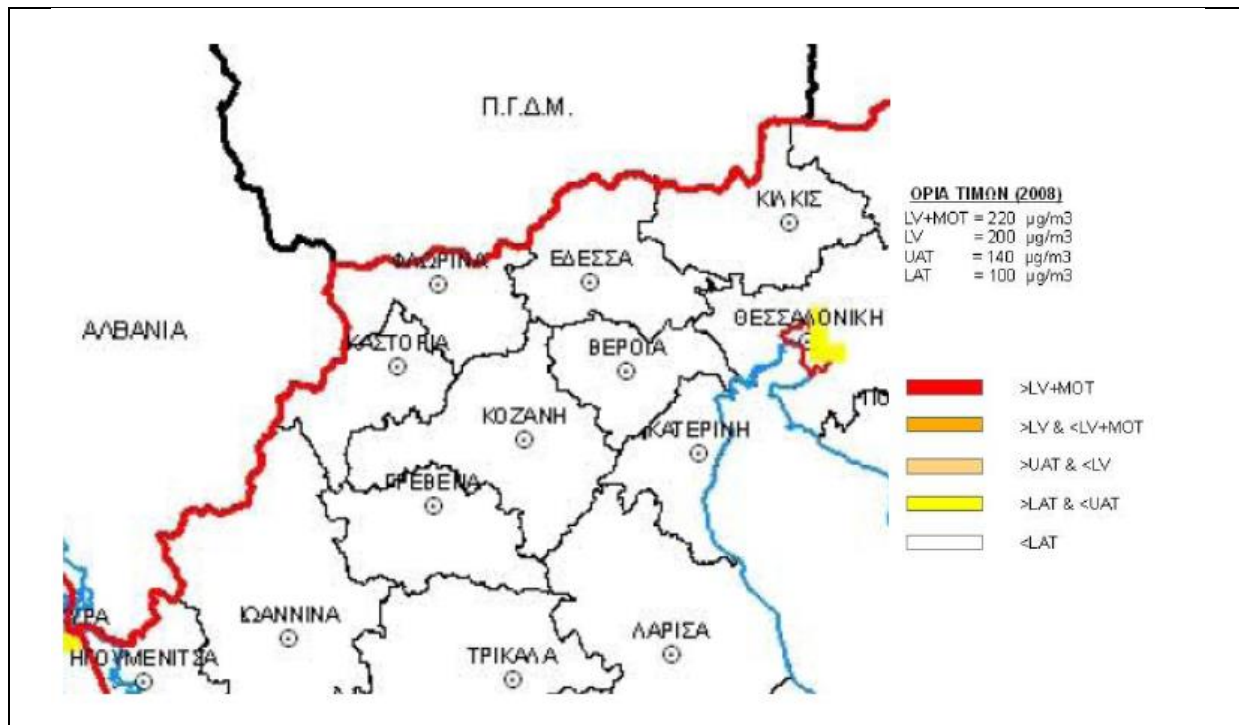 Π.Γ.Δ.Μ.
ΚΙΛΚΙΣ
ΟΡΙΑ ΤΙΜΩΝ (2008)
LV+MOT = 220 μg/m3
LV = 200 μg/m3
UAT = 140 μg/m3
LAT = 100 μg/m3
ΦΛΩΡΙΝΑ
ΕΔΕΣΣΑ
ΑΛΒΑΝΙΑ
ΘΕΣΣΑΛΟΝΙΚΗ
ΚΑΣΤΟΡΙΑ
ΒΕΡΟΙΑ
>LV+MOT
ΚΟΖΑΝΗ
ΚΑΤΕΡΙΝΗ
>LV & <LV+MOT
>UAT & <LV
ΓΡΕΒΕΝΑ
>LAT & <UAT
<LAT
ΙΩΑΝΝΙΝΑ
ΛΑΡΙΣΑ
ΗΓΟΥΜΕΝΙΤΣΑ
ΤΡΙΚΑΛΑ